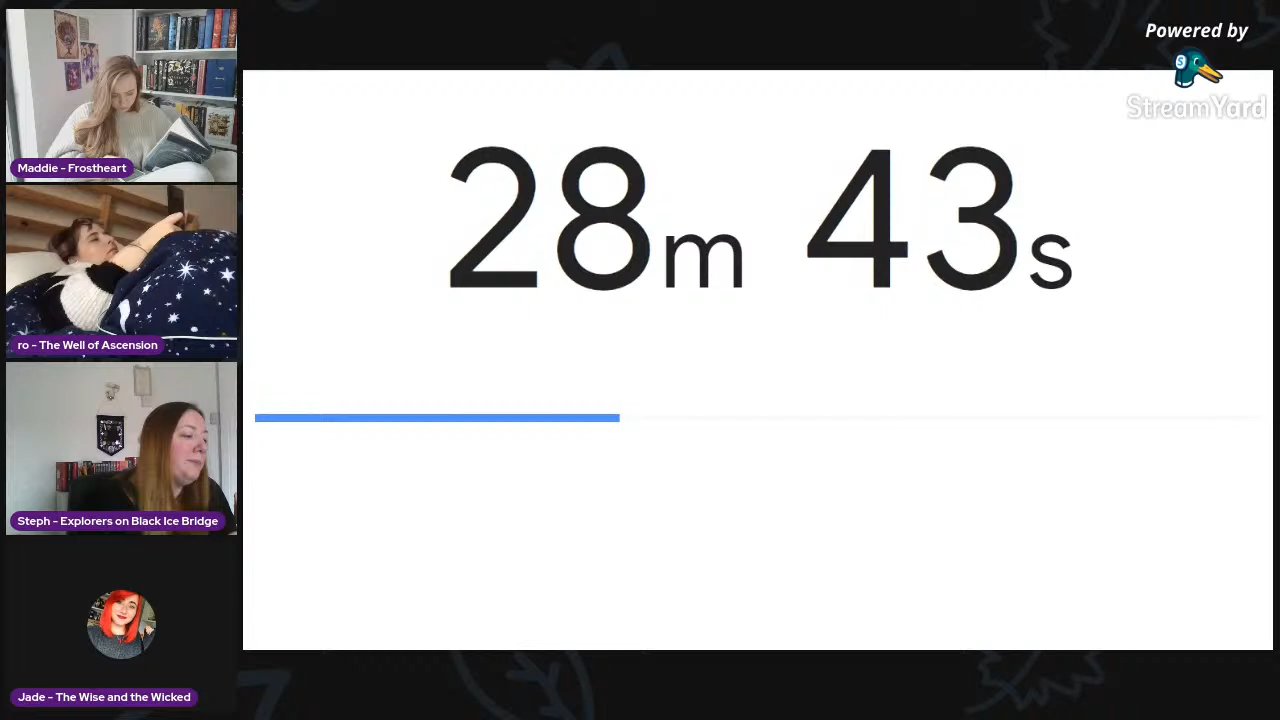 Powered by
StreamYard
28m 43s
Maddie - Frostheart
ro - The Well of Ascension
Steph - Explorers on Black Ice Bridge
Jade - The Wise and the Wicked